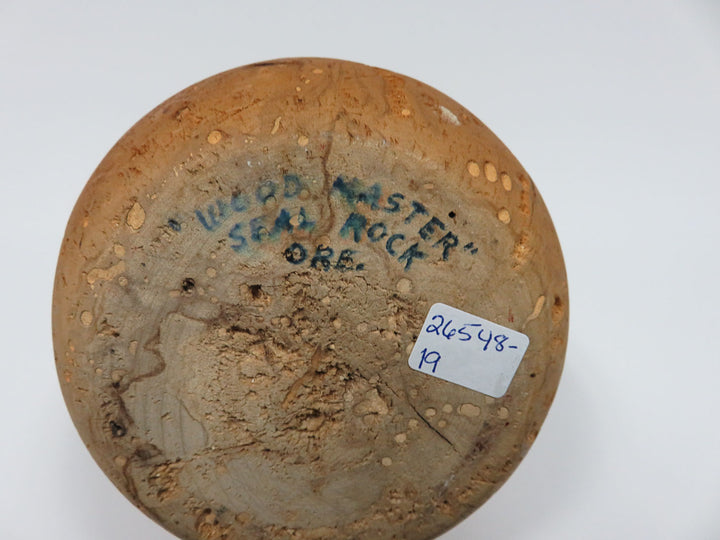 "WOOD MASTER"
SEAL ROCK
ORE.
26548-
19